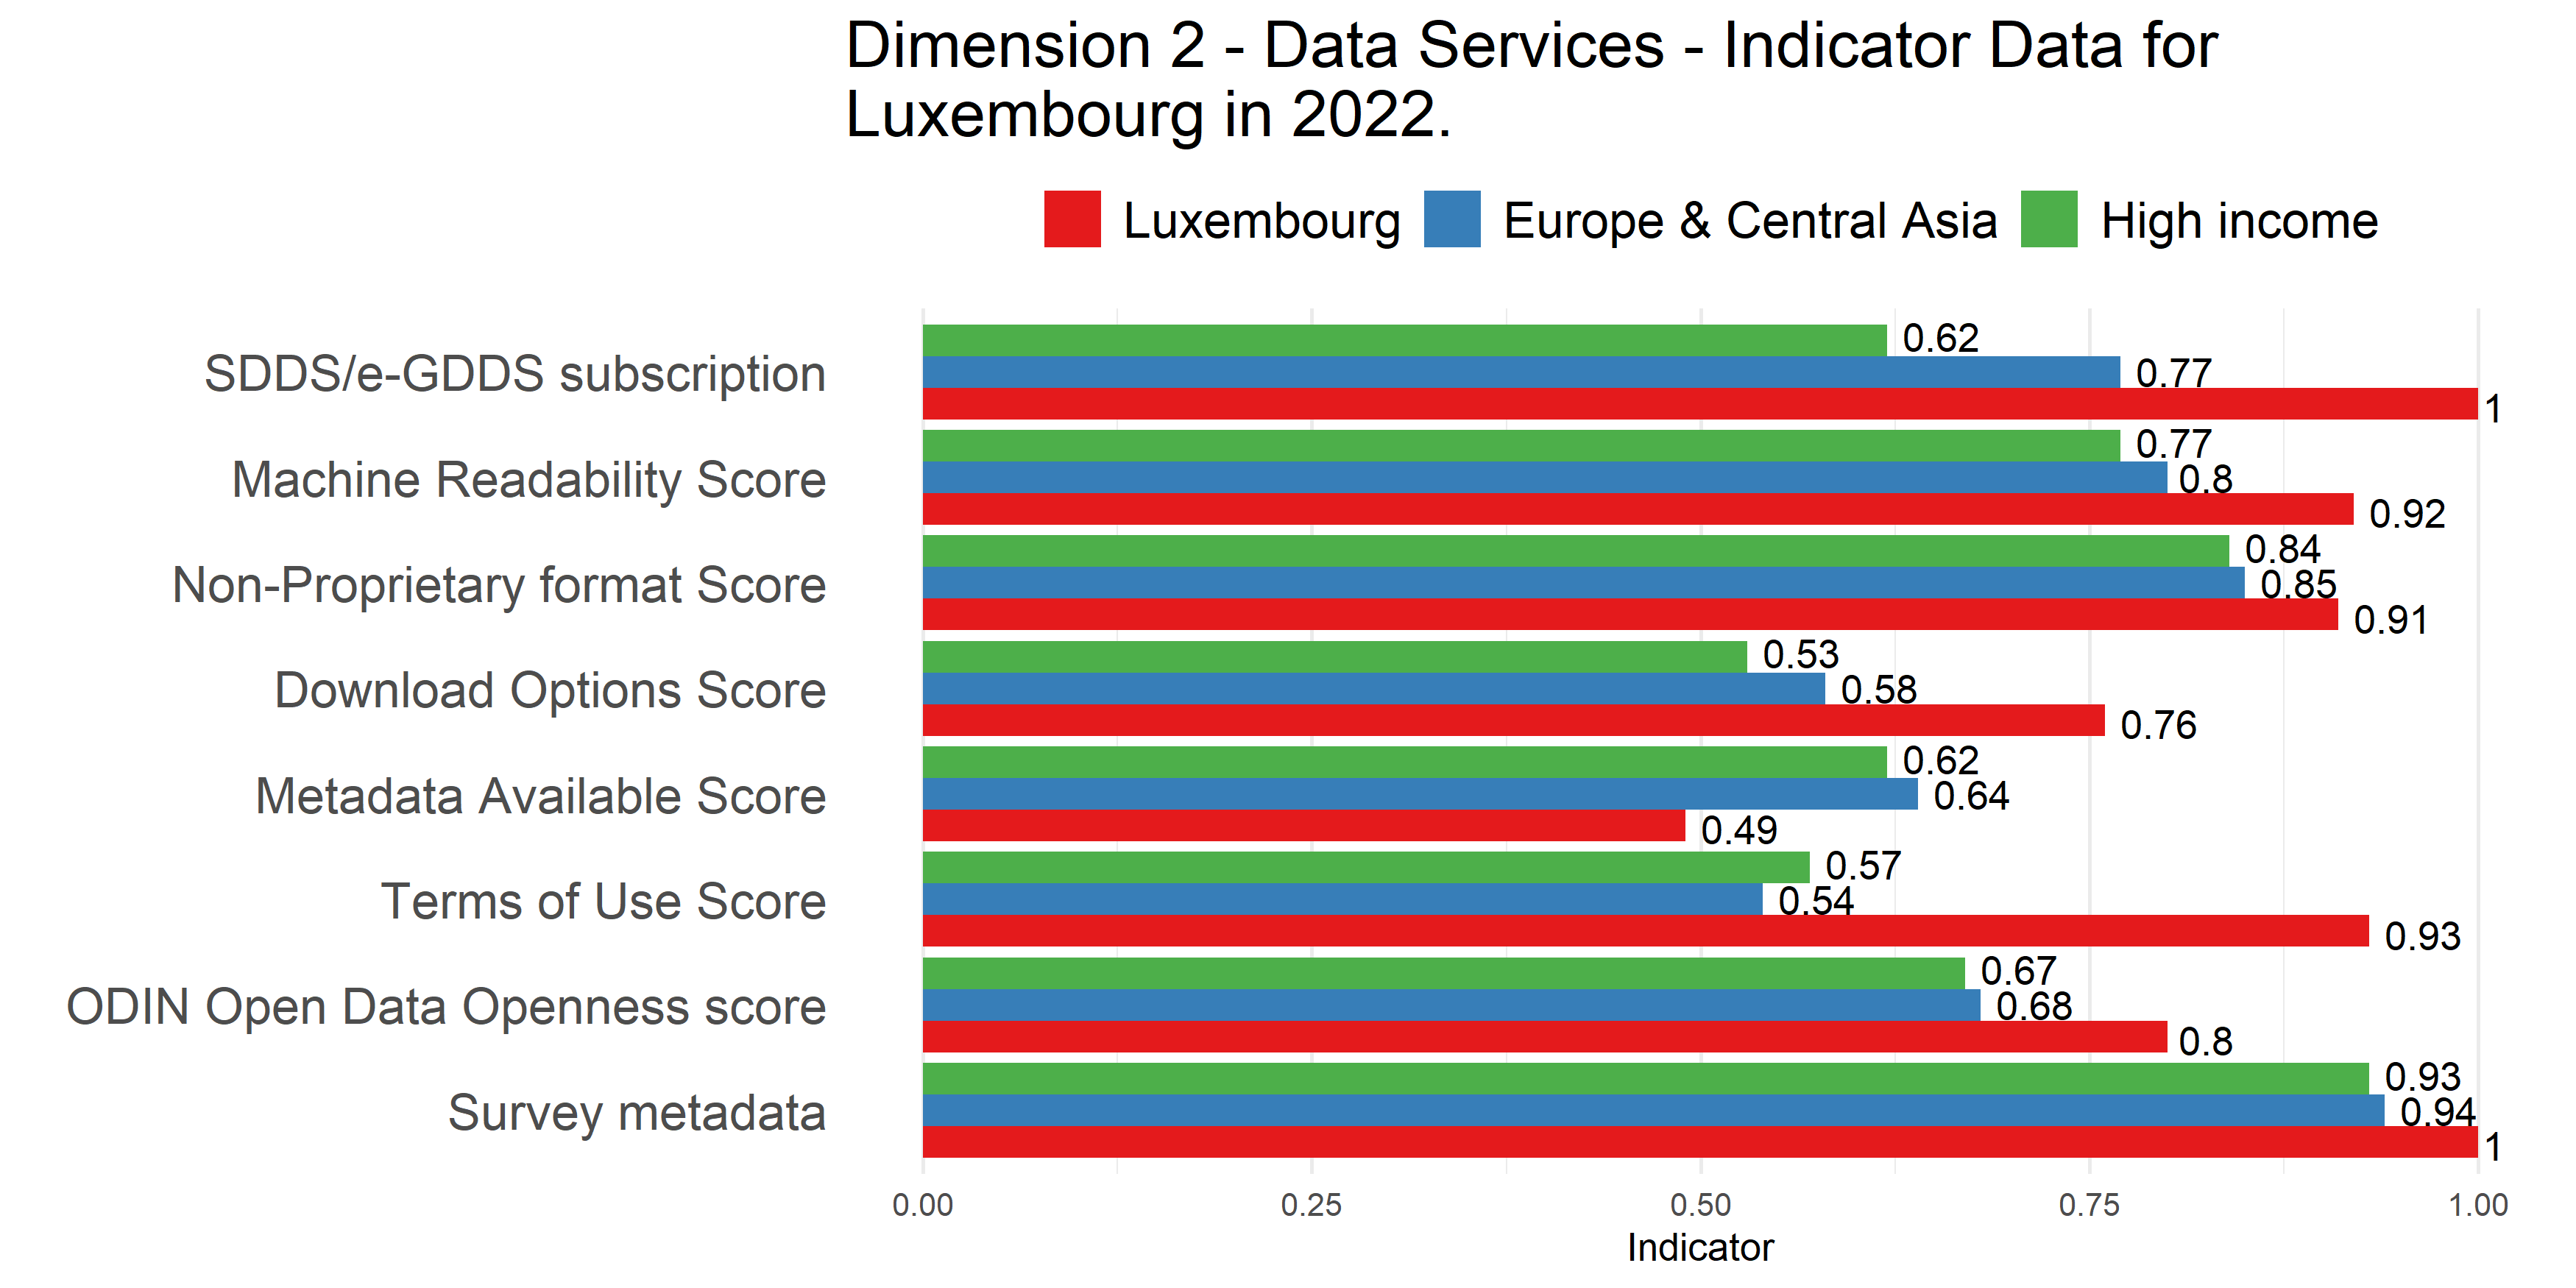 Dimension 2 - Data Services - Indicator Data for
Luxembourg in 2022.
Luxembourg Europe & Central Asia High income
SDDS/e-GDDS subscription
0.62
0.77
1
Machine Readability Score
0.77
0.8
0.92
Non-Proprietary format Score
0.84
0.85
0.91
Download Options Score
0.53
0.58
0.76
Metadata Available Score
0.62
0.64
0.49
Terms of Use Score
0.57
0.54
0.93
ODIN Open Data Openness score
0.67
0.68
0.8
Survey metadata
0.93
0.94
1
0.00 0.25 0.50 0.75 1.00
Indicator